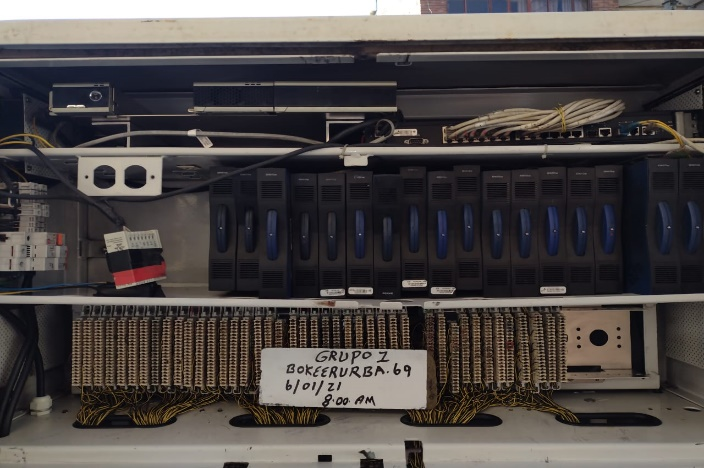 GRUPO I
BOKEERURBA.69
6/01/21
8:00 AM